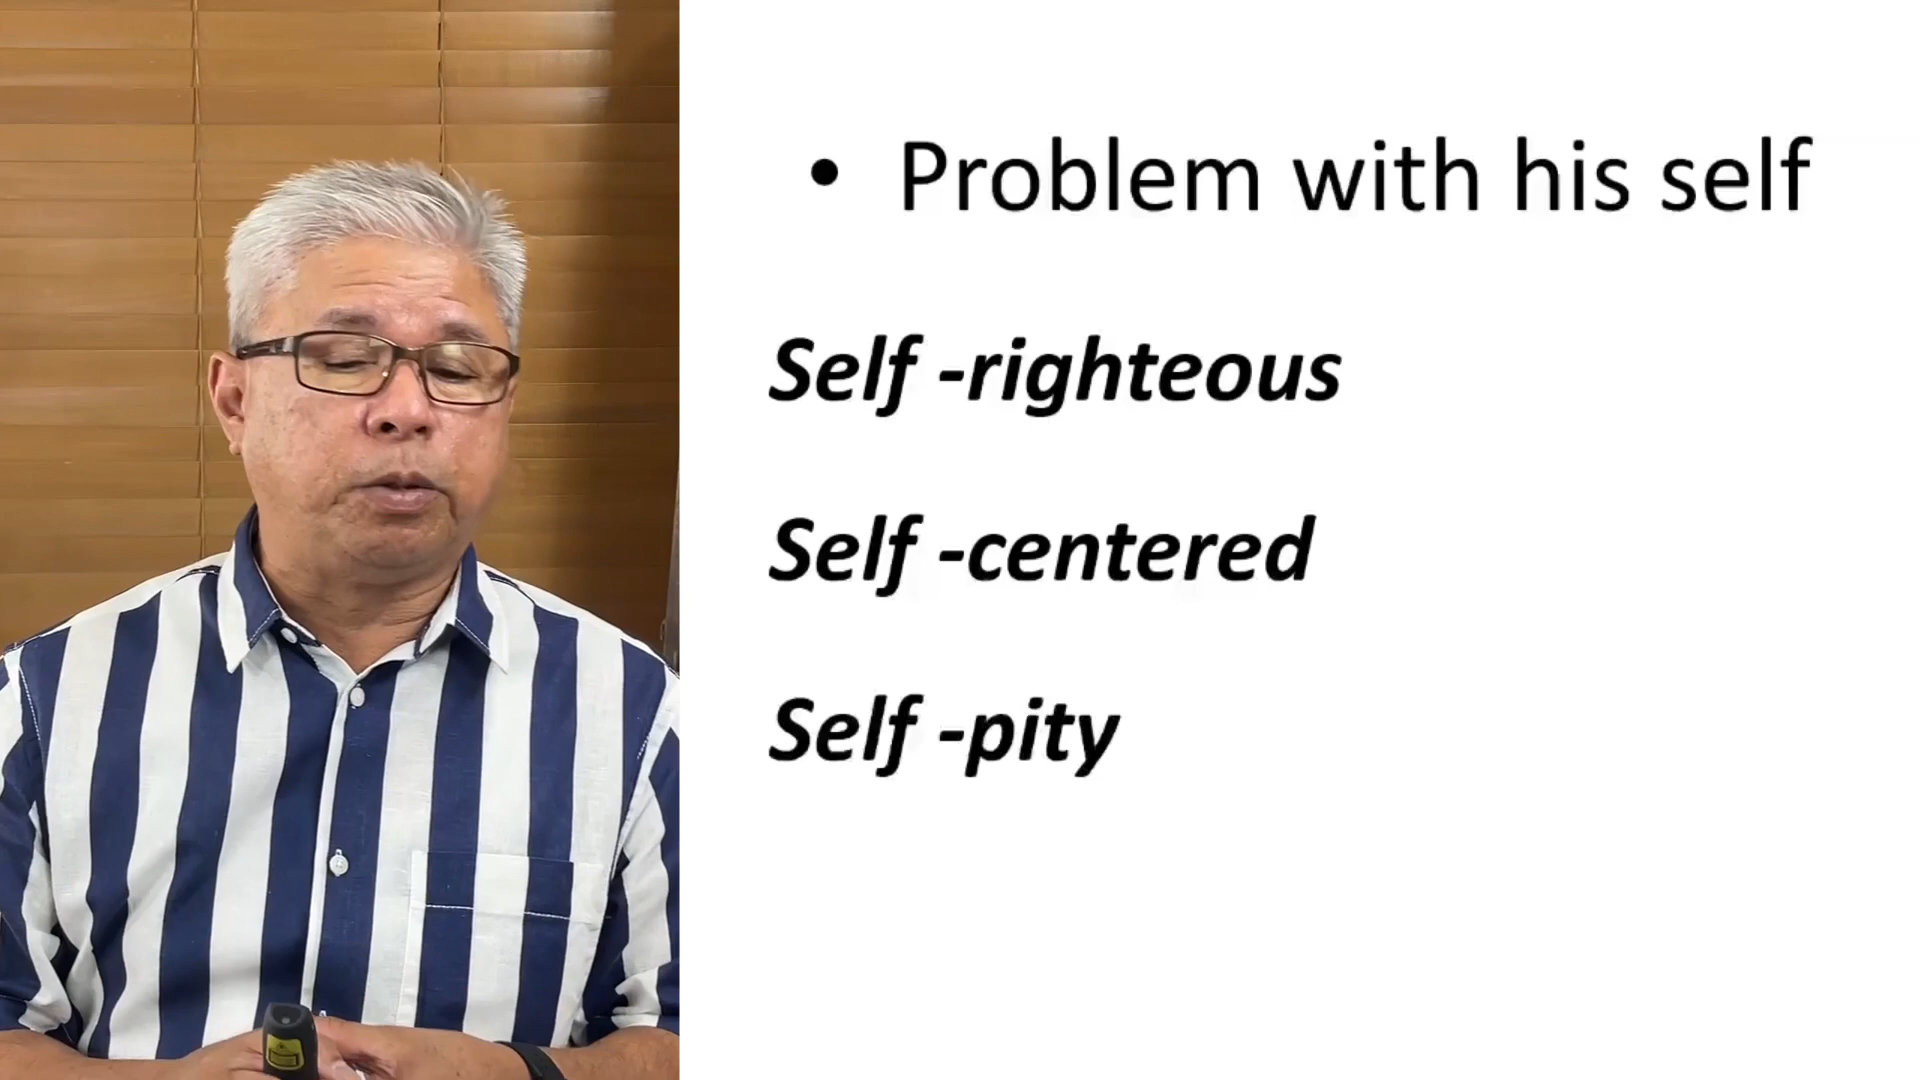 • Problem with his self
Self -righteous
Self -centered
Self -pity